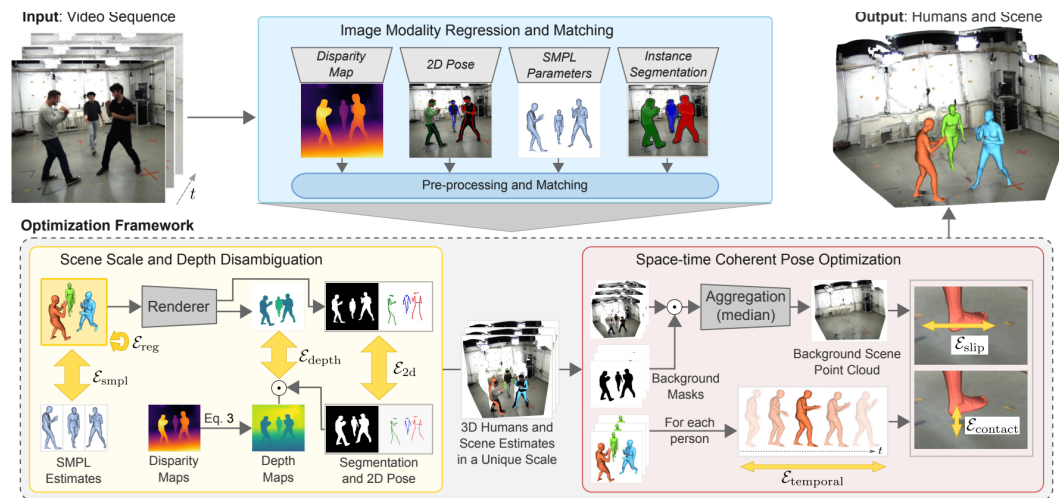 Input: Video Sequence
t
Image Modality Regression and Matching
Disparity
Map
2D Pose
SMPL
Parameters
Instance
Segmentation
Pre-processing and Matching
Output: Humans and Scene
Optimization Framework
Scene Scale and Depth Disambiguation
Renderer
ℰreg
ℰsmpl
ℰdepth
ℰ2d
Eq. 3
SMPL
Estimates
Disparity
Maps
Depth
Maps
Segmentation
and 2D Pose
3D Humans and
Scene Estimates
in a Unique Scale
Space-time Coherent Pose Optimization
Aggregation
(median)
Background
Masks
Background Scene
Point Cloud
For each
person
t
ℰtemporal
ℰslip
ℰcontact